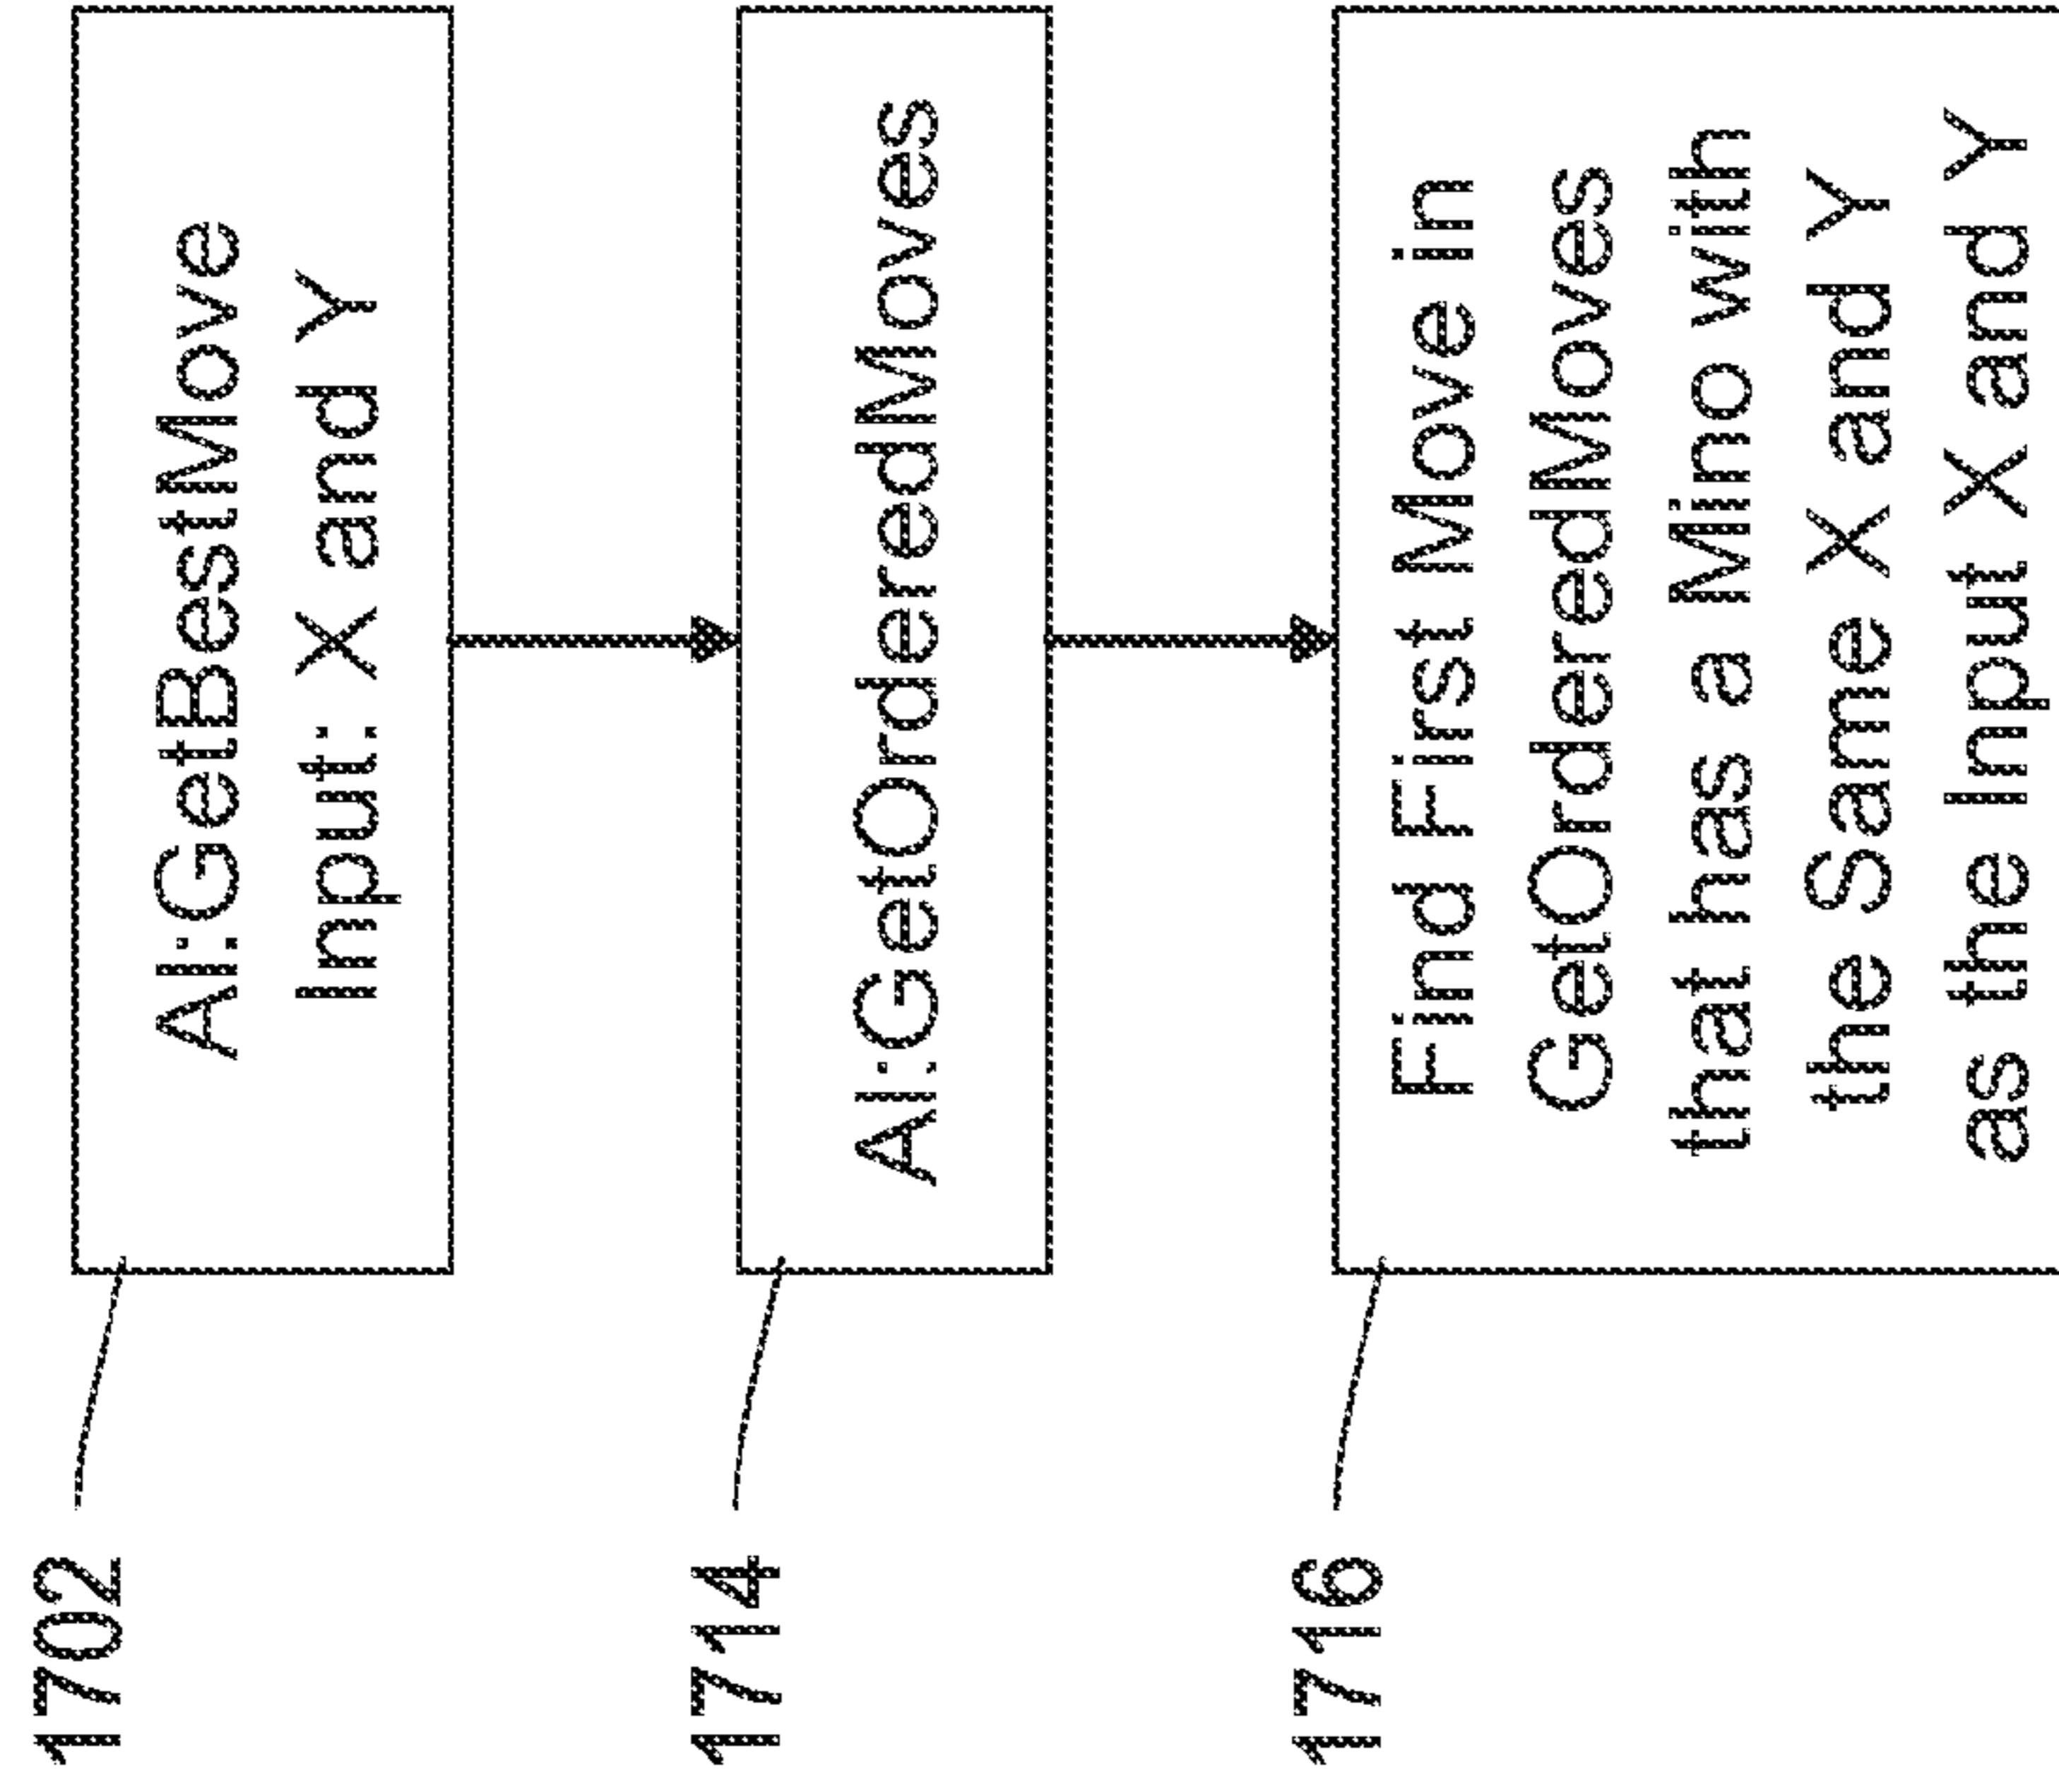 1702
AI:GetBestMove
Input: X and Y
1714
AI:GetOrderedMoves
1716
Find First Move in
GetOrderedMoves
that has a Mino with
the Same X and Y
as the Input X and Y